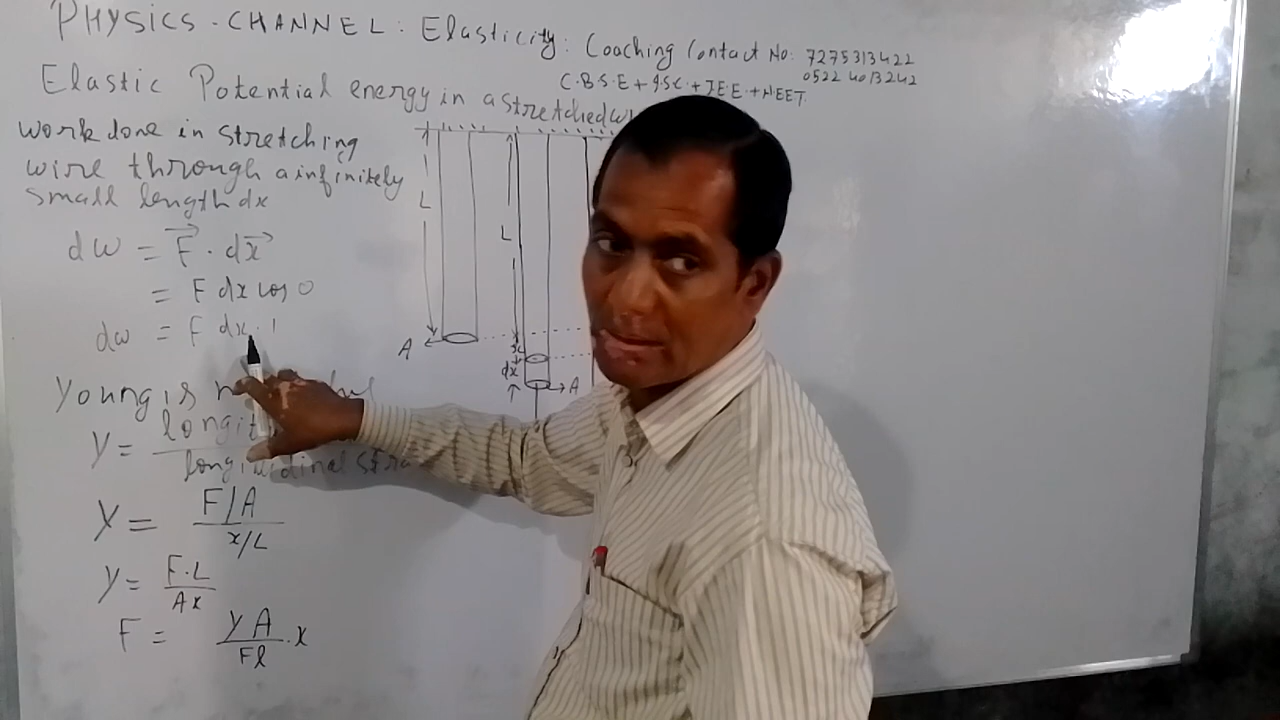 PHYSICS-CHANNEL: Elasticity: Coaching Contact No: 7275313422
0522 4013242
C.B.S.E + I.S.C. + J.E.E. + NEET.
Elastic Potential energy in a stretched
work done in stretching
wire through a infinitely
small length dx
dw = F⃗ · dx⃗
= F dx cos 0
dw = F dx · 1
Young's
Y =
longitudinal
Y = F/A / x/L
Y = F·L / Ax
F = YA / Fl · x
L
L
x
dx
A
A